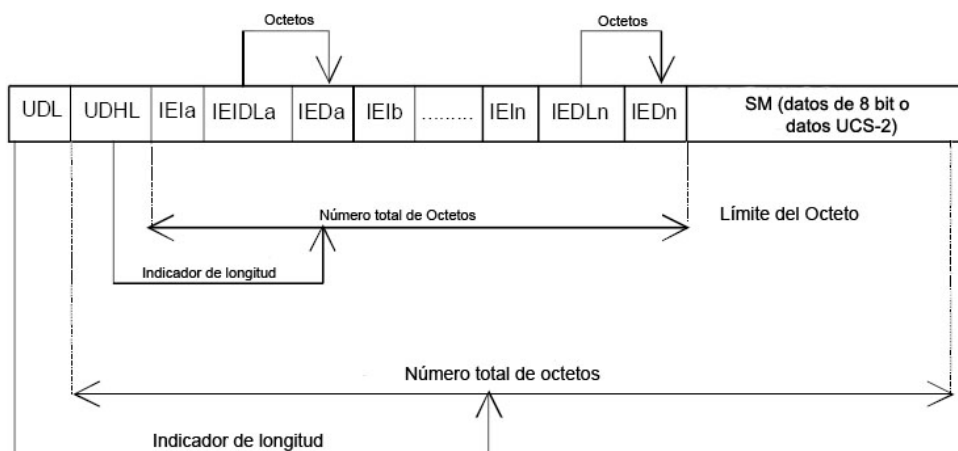 Octetos
Octetos
UDL UDHL IEIa IEIDLa IEDa IEIb ......... IEIn IEDLn IEDn SM (datos de 8 bit o
datos UCS-2)
Número total de Octetos
Límite del Octeto
Indicador de longitud
Número total de octetos
Indicador de longitud